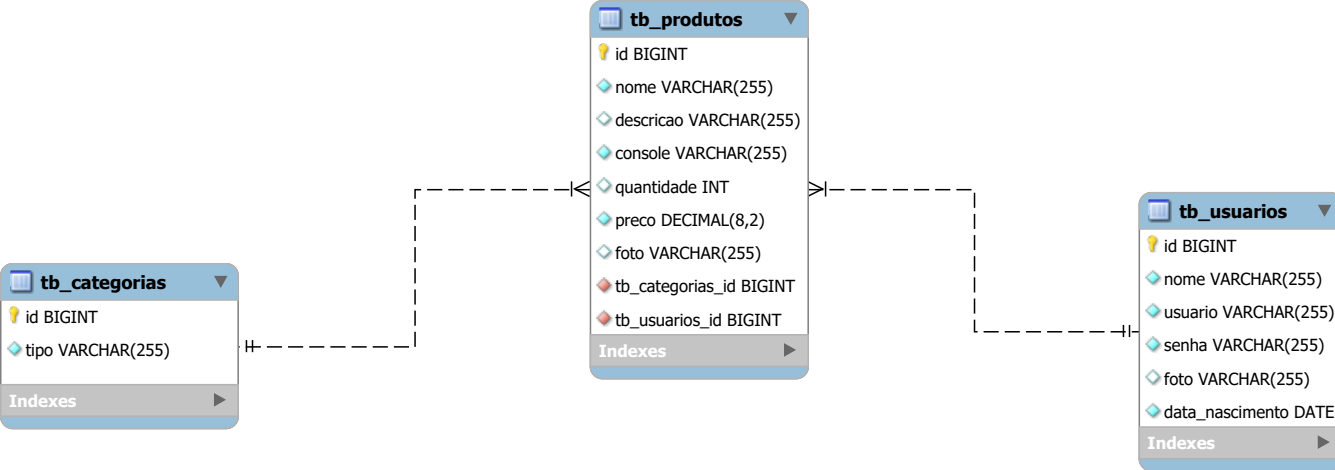 tb_produtos
id BIGINT
nome VARCHAR(255)
descricao VARCHAR(255)
console VARCHAR(255)
quantidade INT
preco DECIMAL(8,2)
foto VARCHAR(255)
tb_categorias_id BIGINT
tb_usuarios_id BIGINT
Indexes
tb_categorias
id BIGINT
tipo VARCHAR(255)
Indexes
tb_usuarios
id BIGINT
nome VARCHAR(255)
usuario VARCHAR(255)
senha VARCHAR(255)
foto VARCHAR(255)
data_nascimento DATE
Indexes